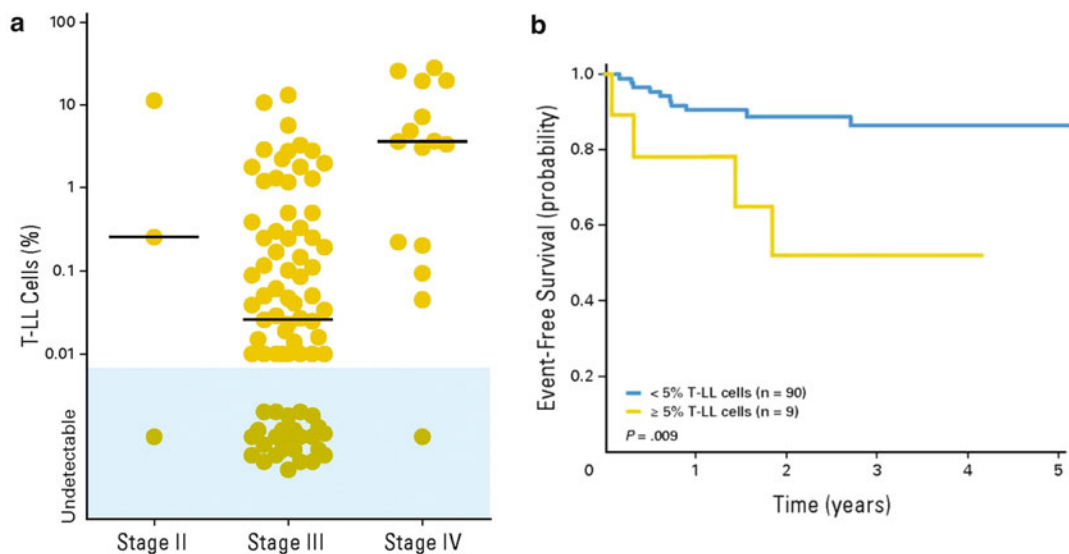 a
100
10
1
0.1
0.01
T-LL Cells (%)
Undetectable
Stage II
Stage III
Stage IV
b
1.0
0.8
0.6
0.4
0.2
0
Event-Free Survival (probability)
< 5% T-LL cells (n = 90)
≥ 5% T-LL cells (n = 9)
P = .009
1
2
3
4
5
Time (years)